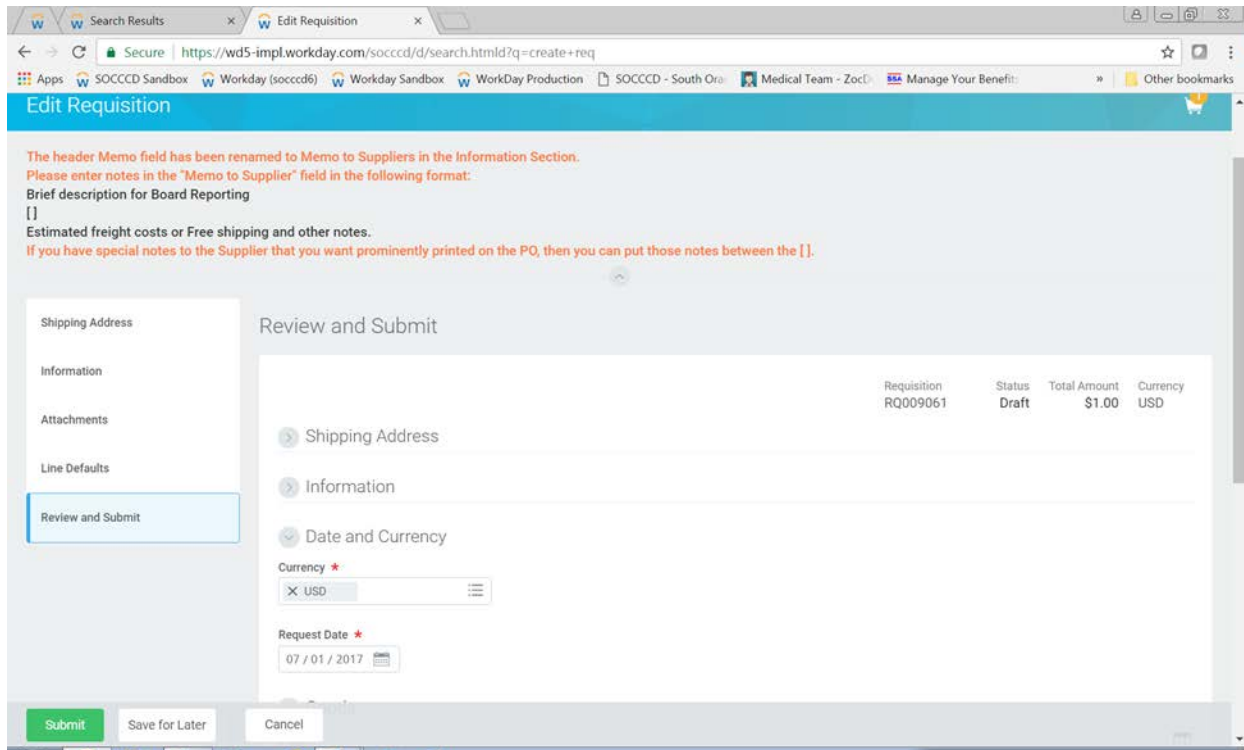 Search Results
Edit Requisition
Secure https://wd5-impl.workday.com/socccd/d/search.htmld?q=create+req
Apps SOCCCD Sandbox Workday (socccd6) Workday Sandbox WorkDay Production SOCCCD - South Ora Medical Team - ZocD Manage Your Benefit: » Other bookmarks
Edit Requisition
1
The header Memo field has been renamed to Memo to Suppliers in the Information Section.
Please enter notes in the "Memo to Supplier" field in the following format:
Brief description for Board Reporting
[ ]
Estimated freight costs or Free shipping and other notes.
If you have special notes to the Supplier that you want prominently printed on the PO, then you can put those notes between the [ ].
Shipping Address
Information
Attachments
Line Defaults
Review and Submit
Review and Submit
Requisition Status Total Amount Currency
RQ009061 Draft $1.00 USD
Shipping Address
Information
Date and Currency
Currency *
× USD
Request Date *
07 / 01 / 2017
Submit Save for Later Cancel